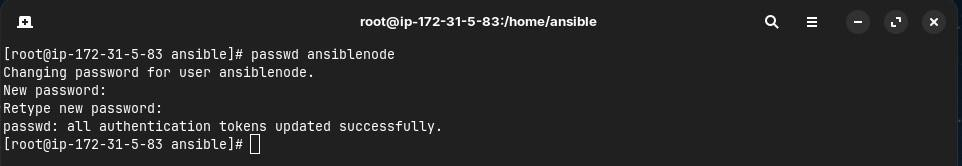 root@ip-172-31-5-83:/home/ansible
[root@ip-172-31-5-83 ansible]# passwd ansiblenode
Changing password for user ansiblenode.
New password:
Retype new password:
passwd: all authentication tokens updated successfully.
[root@ip-172-31-5-83 ansible]#